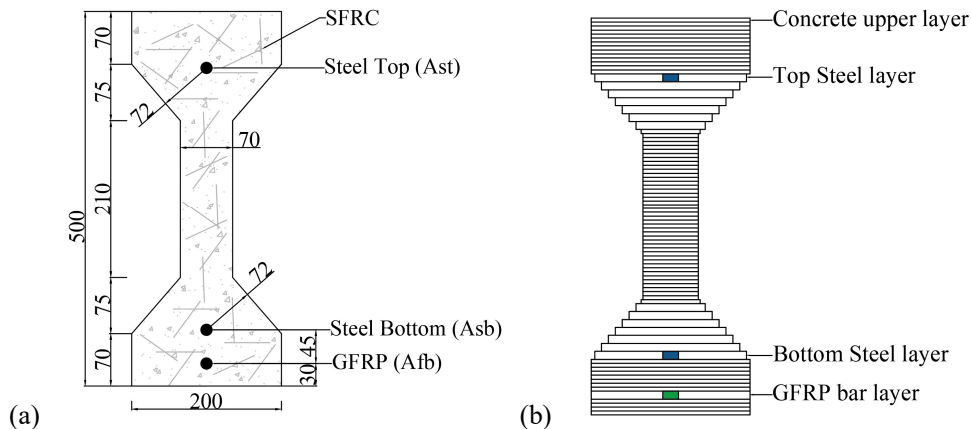 SFRC
Steel Top (Ast)
70
75
72
70
210
500
72
75
Steel Bottom (Asb)
45
GFRP (Afb)
70
30
200
(a)
Concrete upper layer
Top Steel layer
Bottom Steel layer
GFRP bar layer
(b)